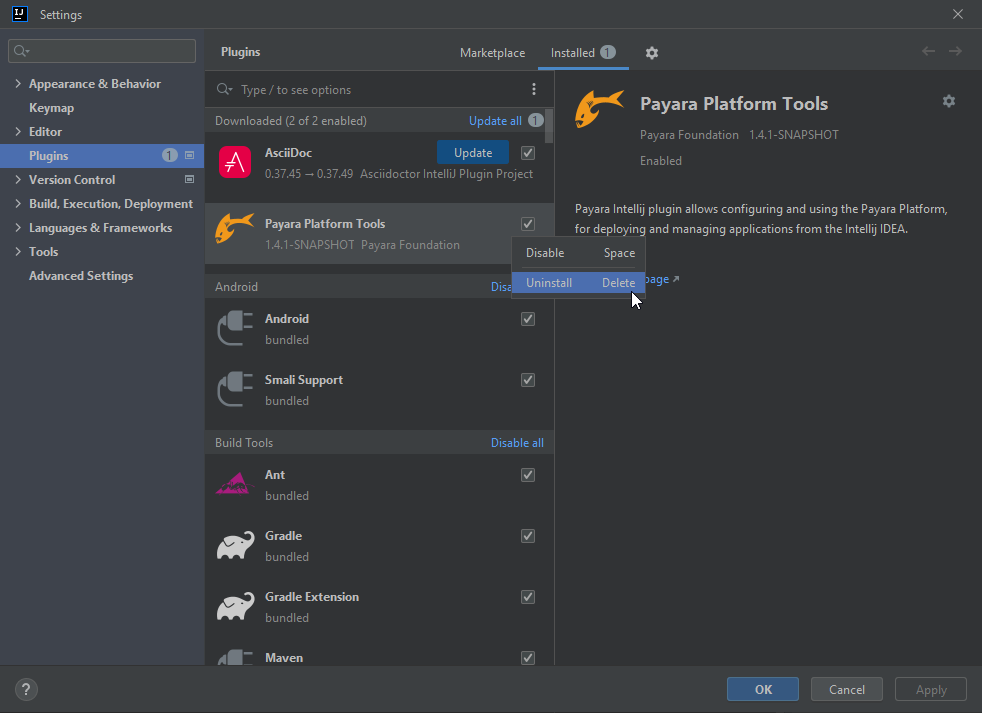 IJ
Settings
Appearance & Behavior
Keymap
Editor
Plugins 1
Version Control
Build, Execution, Deployment
Languages & Frameworks
Tools
Advanced Settings
Plugins
Marketplace
Installed 1
Type / to see options
Downloaded (2 of 2 enabled) Update all 1
AsciiDoc Update
0.37.45 → 0.37.49 Asciidoctor IntelliJ Plugin Project
Payara Platform Tools
1.4.1-SNAPSHOT Payara Foundation
Disable Space
Uninstall Delete
Android
Android
bundled
Smali Support
bundled
Build Tools Disable all
Ant
bundled
Gradle
bundled
Gradle Extension
bundled
Maven
Payara Platform Tools
Payara Foundation 1.4.1-SNAPSHOT
Enabled
Payara Intellij plugin allows configuring and using the Payara Platform,
for deploying and managing applications from the Intellij IDEA.
page ↗
?
OK
Cancel
Apply